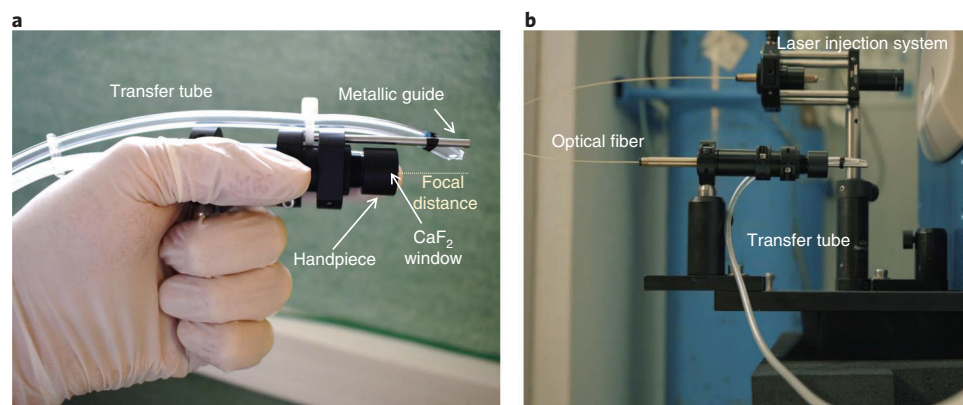 a
Transfer tube
Metallic guide
Focal
distance
CaF₂
window
Handpiece
b
Laser injection system
Optical fiber
Transfer tube